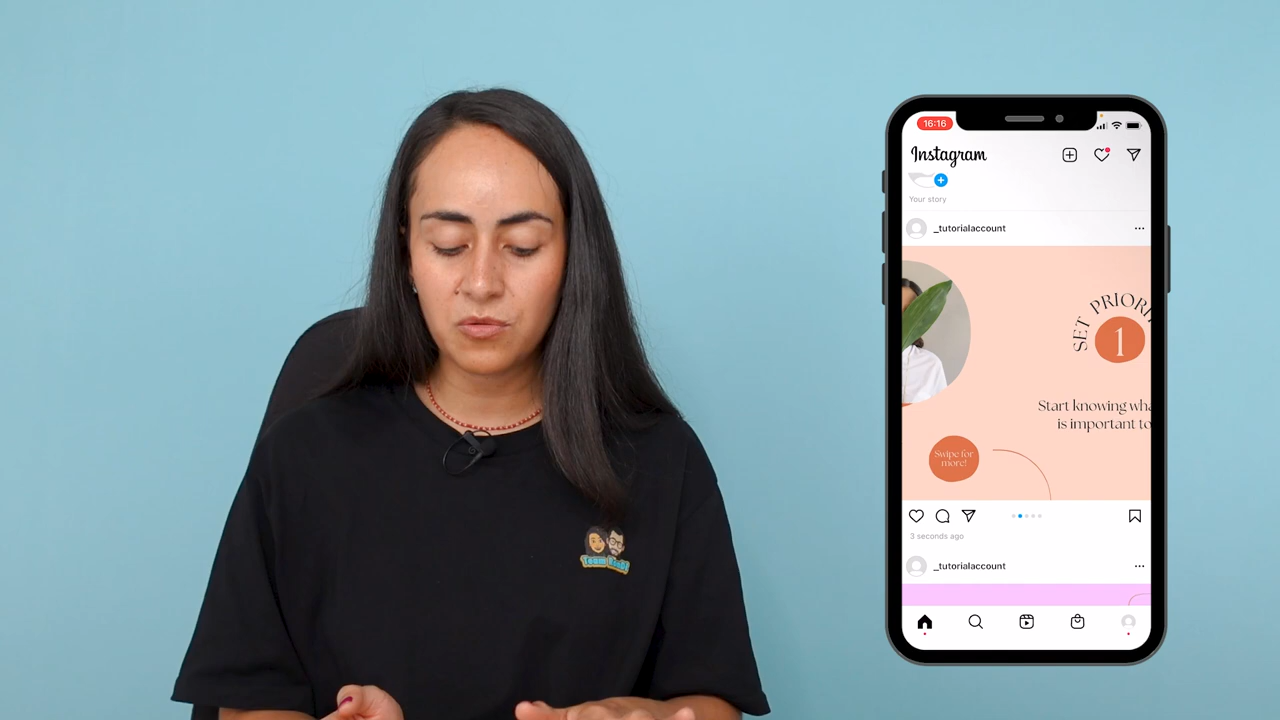 16:16
Instagram
Your story
_tutorialaccount
SET PRIORI
1
Start knowing wha
is important to
Swipe for
more!
3 seconds ago
_tutorialaccount
Team